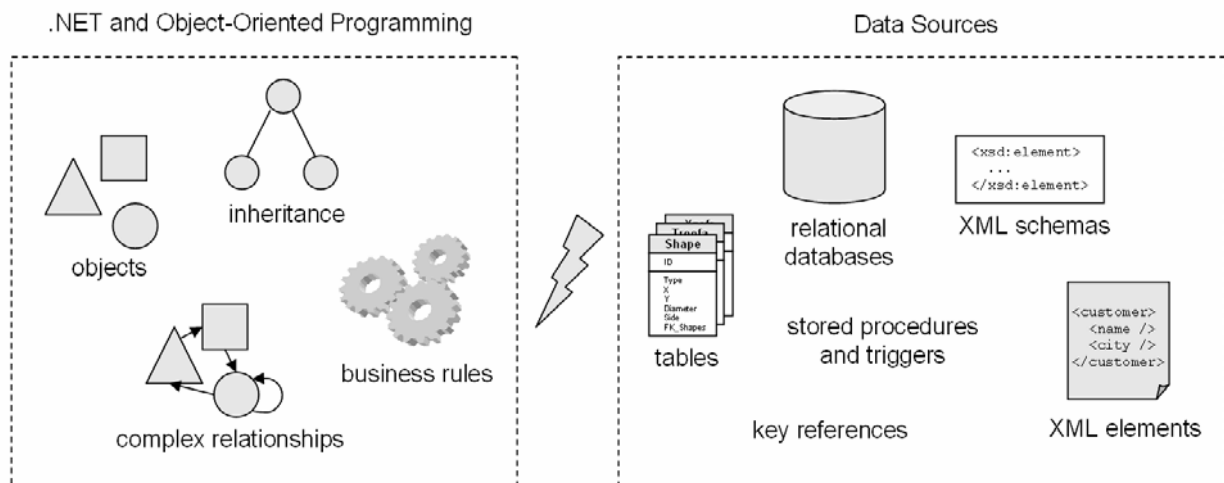 .NET and Object-Oriented Programming
objects
inheritance
business rules
complex relationships
Data Sources
Shape
ID
Type
X
Y
Diameter
Side
FK_Shapes
tables
relational
databases
<xsd:element>
...
</xsd:element>
XML schemas
stored procedures
and triggers
key references
<customer>
<name />
<city />
</customer>
XML elements